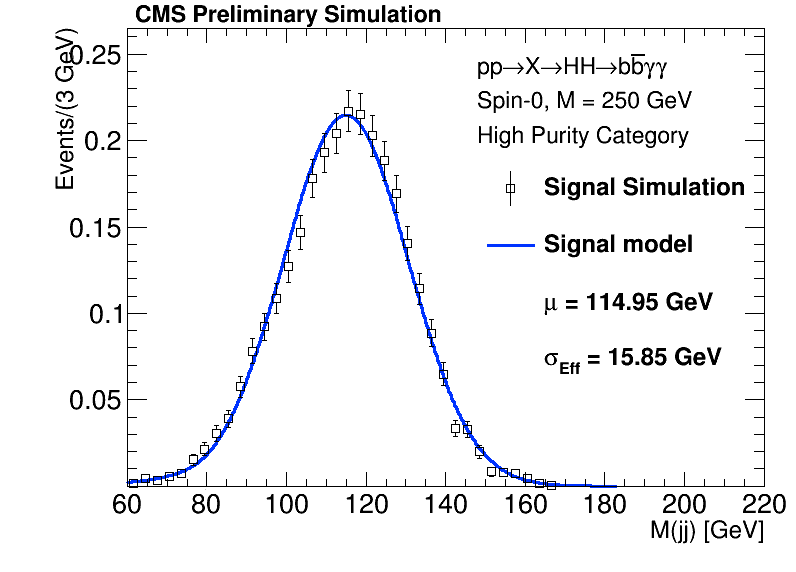 CMS Preliminary Simulation
Events/(3 GeV)
0.25
0.2
0.15
0.1
0.05
pp→X→HH→bb̅γγ
Spin-0, M = 250 GeV
High Purity Category
Signal Simulation
Signal model
μ = 114.95 GeV
σEff = 15.85 GeV
60 80 100 120 140 160 180 200 220
M(jj) [GeV]